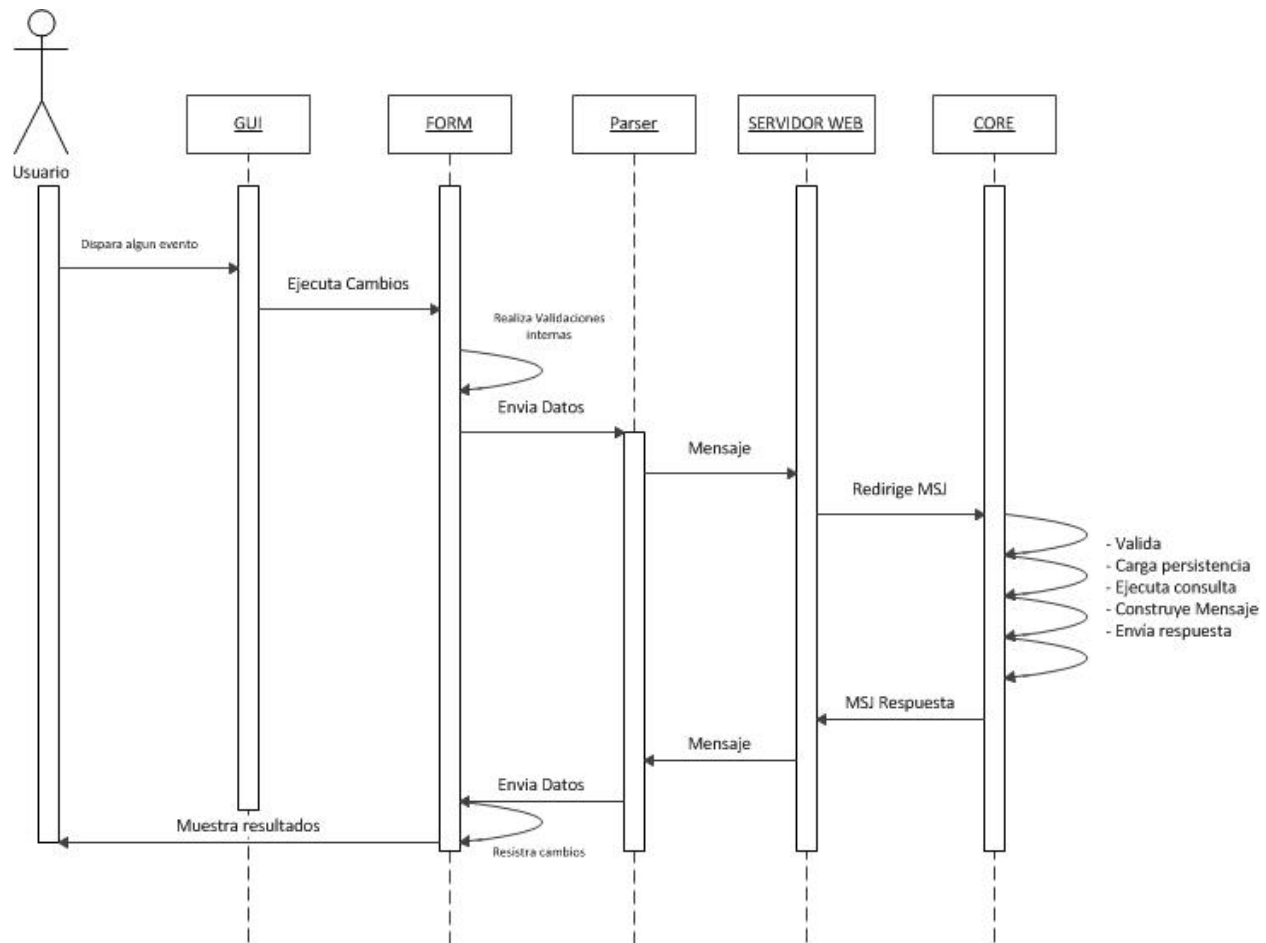 Usuario
GUI
FORM
Parser
SERVIDOR WEB
CORE
Dispara algun evento
Ejecuta Cambios
Realiza Validaciones
internas
Envia Datos
Mensaje
Redirige MSJ
- Valida
- Carga persistencia
- Ejecuta consulta
- Construye Mensaje
- Envia respuesta
MSJ Respuesta
Mensaje
Envia Datos
Muestra resultados
Resistra cambios